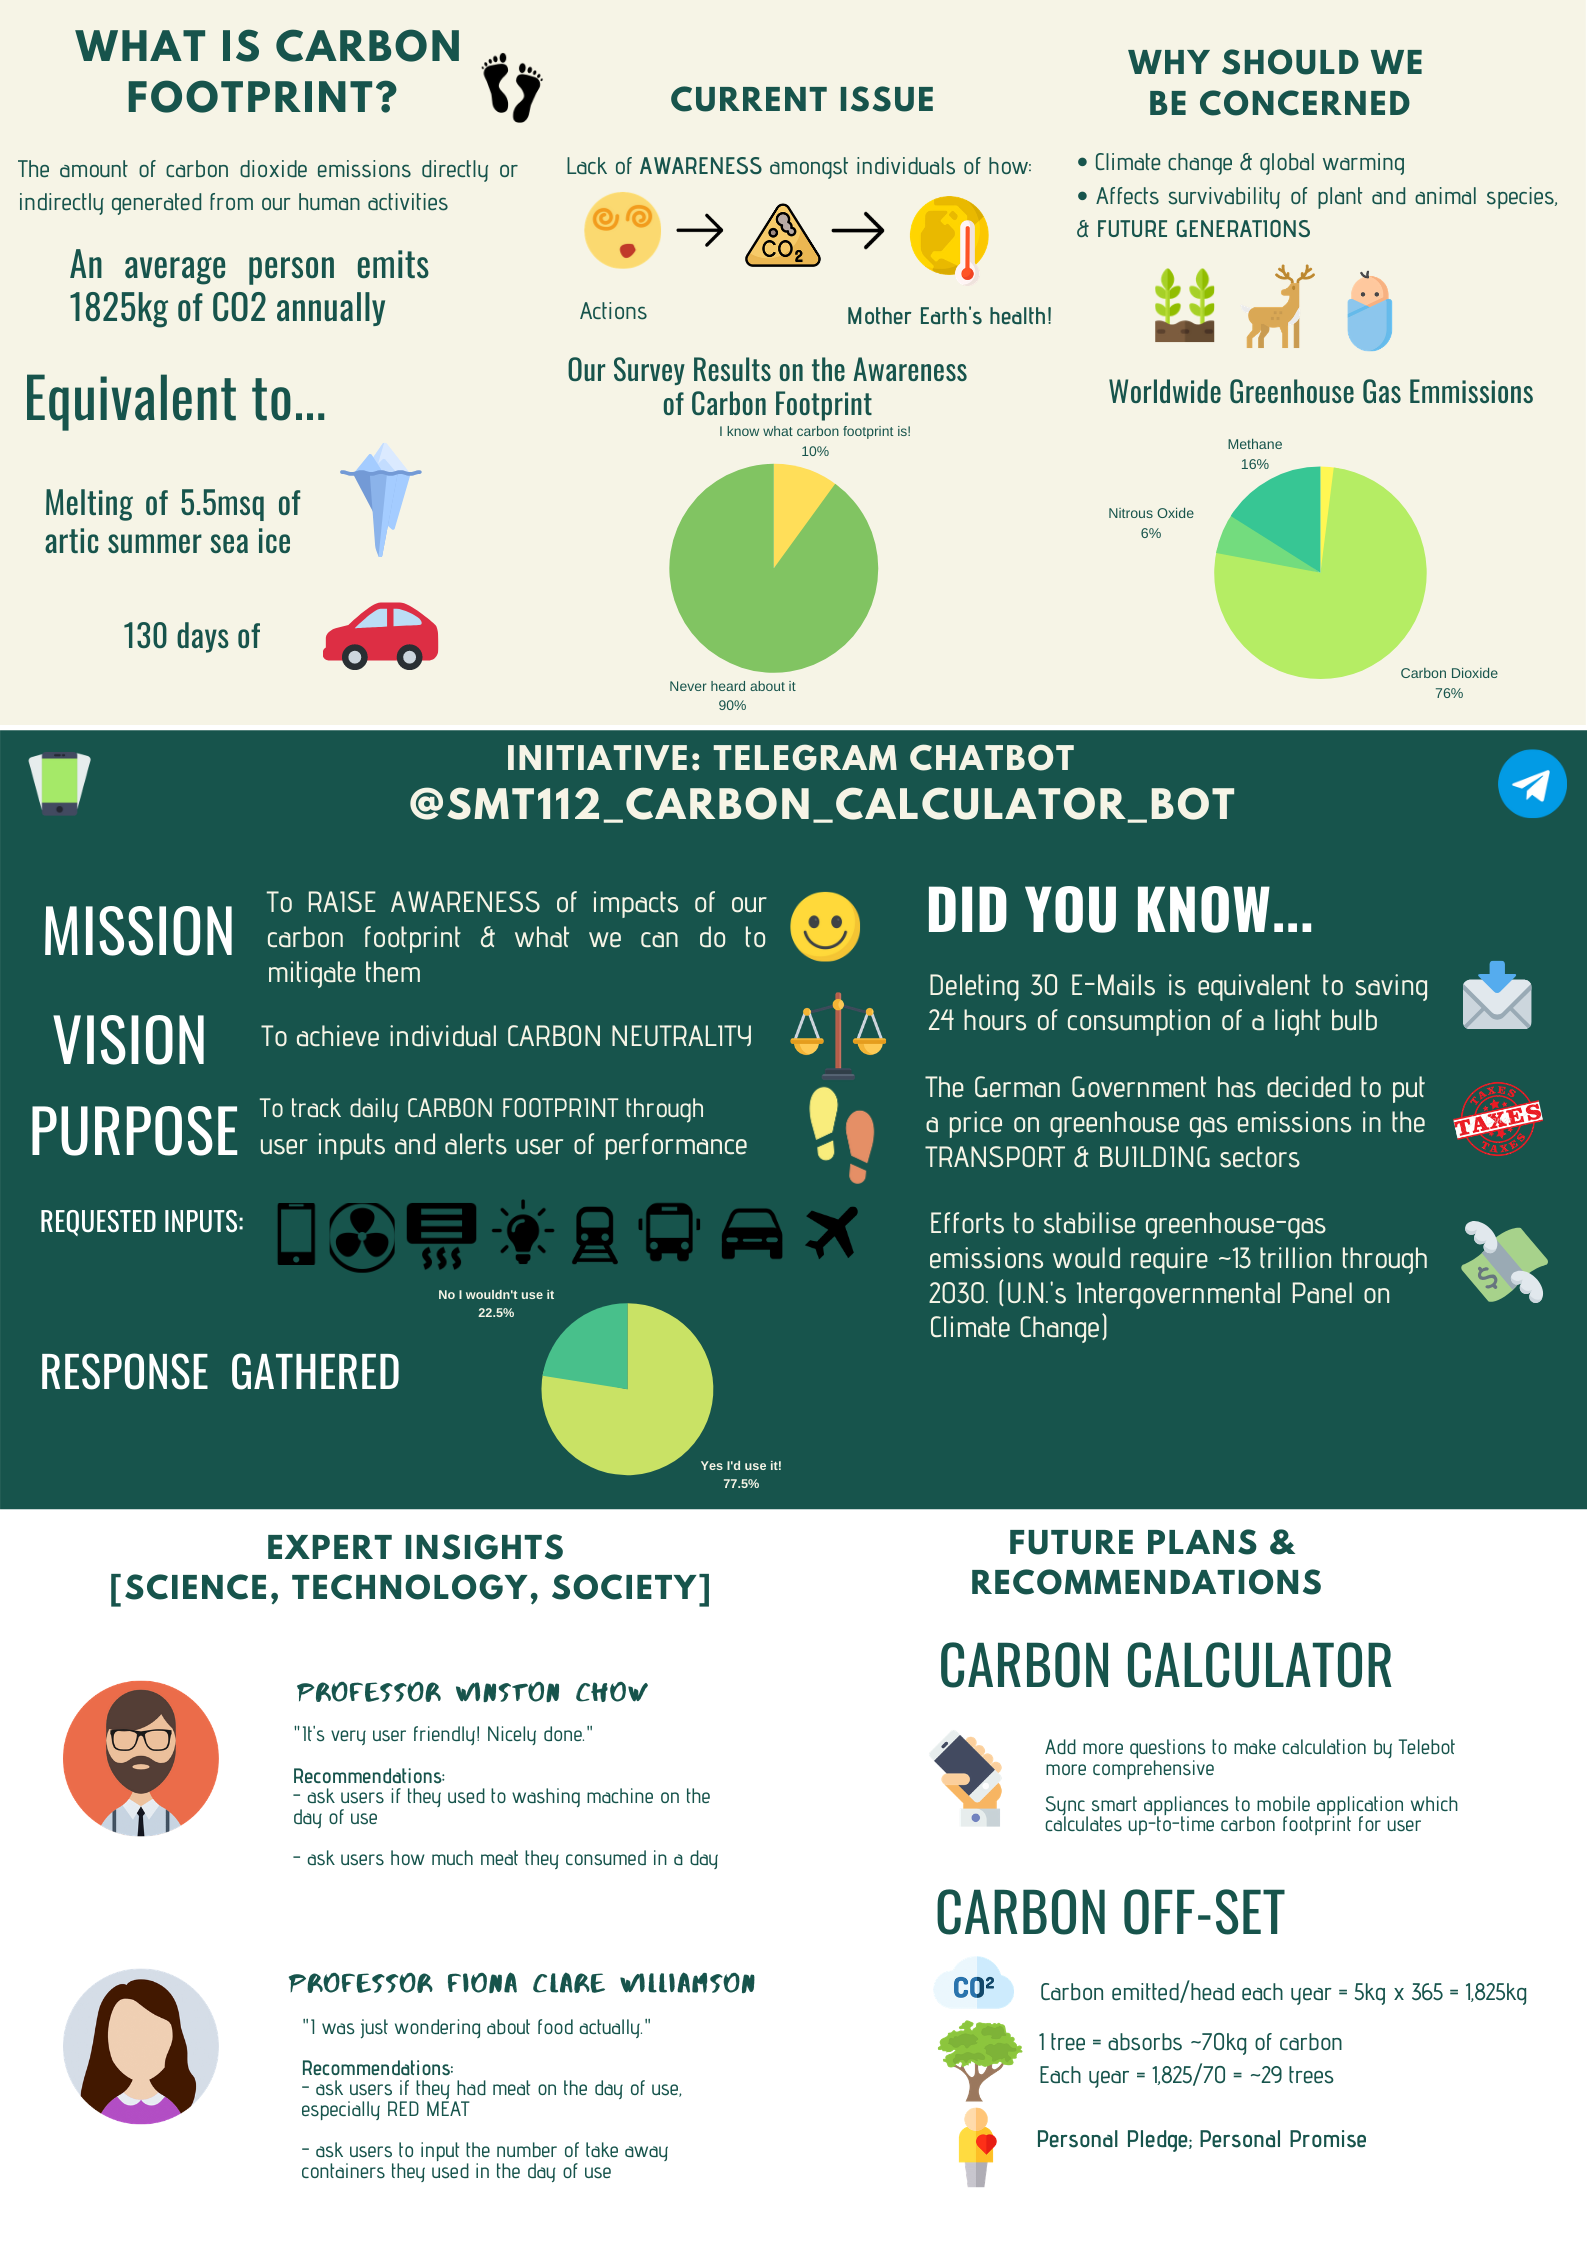 WHAT IS CARBON
FOOTPRINT?
The amount of carbon dioxide emissions directly or
indirectly generated from our human activities
An average person emits
1825kg of CO2 annually
Equivalent to...
Melting of 5.5msq of
artic summer sea ice
130 days of
CURRENT ISSUE
Lack of AWARENESS amongst individuals of how:
CO2
Actions
Mother Earth's health!
Our Survey Results on the Awareness
of Carbon Footprint
I know what carbon footprint is!
10%
Never heard about it
90%
WHY SHOULD WE
BE CONCERNED
• Climate change & global warming
• Affects survivability of plant and animal species,
& FUTURE GENERATIONS
Worldwide Greenhouse Gas Emmissions
Methane
16%
Nitrous Oxide
6%
Carbon Dioxide
76%
INITIATIVE: TELEGRAM CHATBOT
@SMT112_CARBON_CALCULATOR_BOT
MISSION
To RAISE AWARENESS of impacts of our
carbon footprint & what we can do to
mitigate them
VISION
To achieve individual CARBON NEUTRALITY
PURPOSE
To track daily CARBON FOOTPRINT through
user inputs and alerts user of performance
REQUESTED INPUTS:
No I wouldn't use it
22.5%
RESPONSE GATHERED
Yes I'd use it!
77.5%
DID YOU KNOW...
Deleting 30 E-Mails is equivalent to saving
24 hours of consumption of a light bulb
The German Government has decided to put
a price on greenhouse gas emissions in the
TRANSPORT & BUILDING sectors
TAXES
TAXES
TAXES
Efforts to stabilise greenhouse-gas
emissions would require ~13 trillion through
2030. (U.N.'s Intergovernmental Panel on
Climate Change)
$
EXPERT INSIGHTS
[SCIENCE, TECHNOLOGY, SOCIETY]
PROFESSOR WINSTON CHOW
"It's very user friendly! Nicely done."
Recommendations:
- ask users if they used to washing machine on the
day of use
- ask users how much meat they consumed in a day
PROFESSOR FIONA CLARE WILLIAMSON
"I was just wondering about food actually."
Recommendations:
- ask users if they had meat on the day of use,
especially RED MEAT
- ask users to input the number of take away
containers they used in the day of use
FUTURE PLANS &
RECOMMENDATIONS
CARBON CALCULATOR
Add more questions to make calculation by Telebot
more comprehensive
Sync smart appliances to mobile application which
calculates up-to-time carbon footprint for user
CARBON OFF-SET
CO²
Carbon emitted/head each year = 5kg x 365 = 1,825kg
1 tree = absorbs ~70kg of carbon
Each year = 1,825/70 = ~29 trees
Personal Pledge; Personal Promise